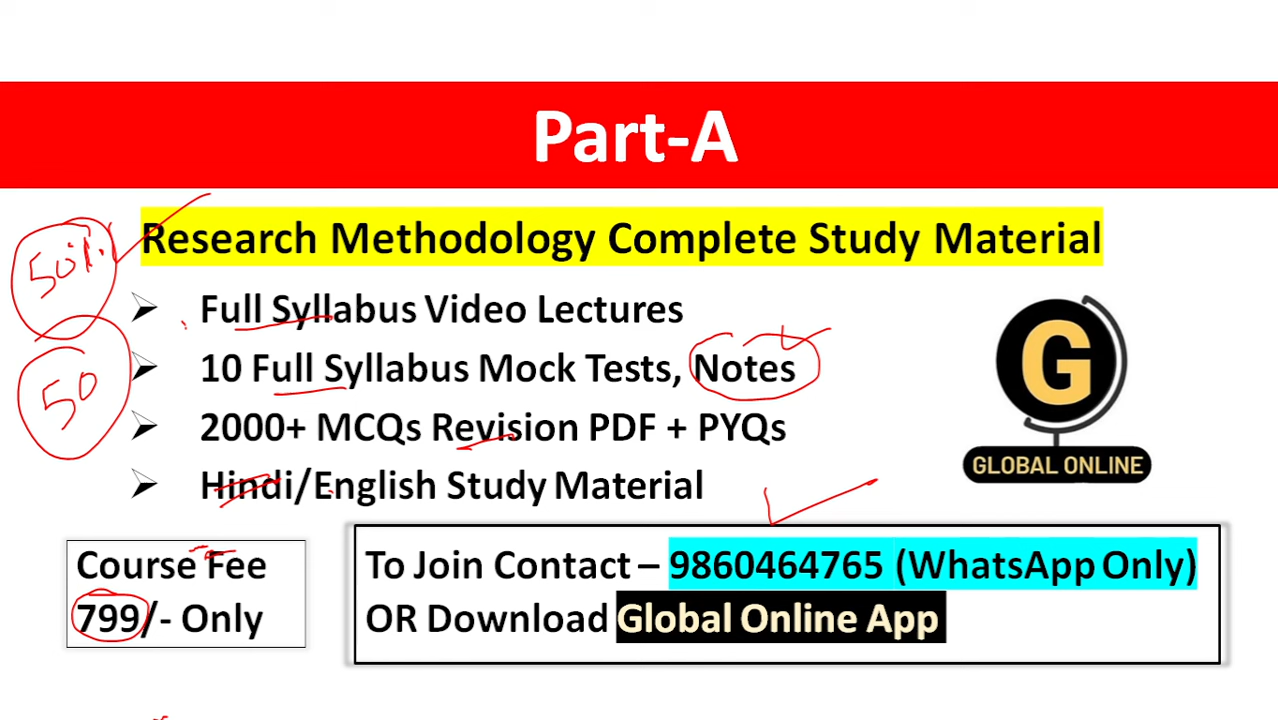 Part-A
Research Methodology Complete Study Material
50%
➢ Full Syllabus Video Lectures
➢ 10 Full Syllabus Mock Tests, Notes
50
➢ 2000+ MCQs Revision PDF + PYQs
➢ Hindi/English Study Material
G
GLOBAL ONLINE
Course Fee
799/- Only
To Join Contact – 9860464765 (WhatsApp Only)
OR Download Global Online App